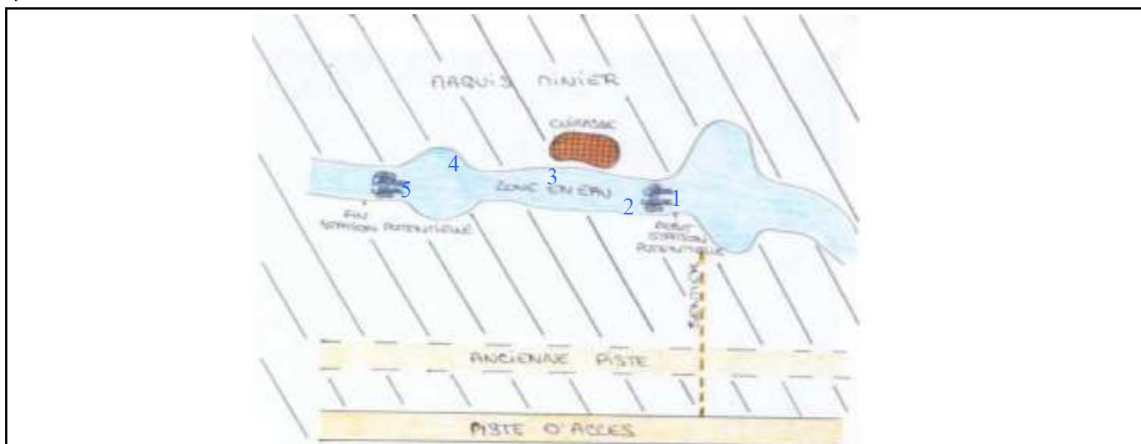 MAQUIS MINIER
CUIRASSE
4
3
5
ZONE EN EAU
1
2
FIN
STATION POTENTIELLE
DEBUT
STATION
POTENTIELLE
SENTIER
ANCIENNE PISTE
PISTE D'ACCES